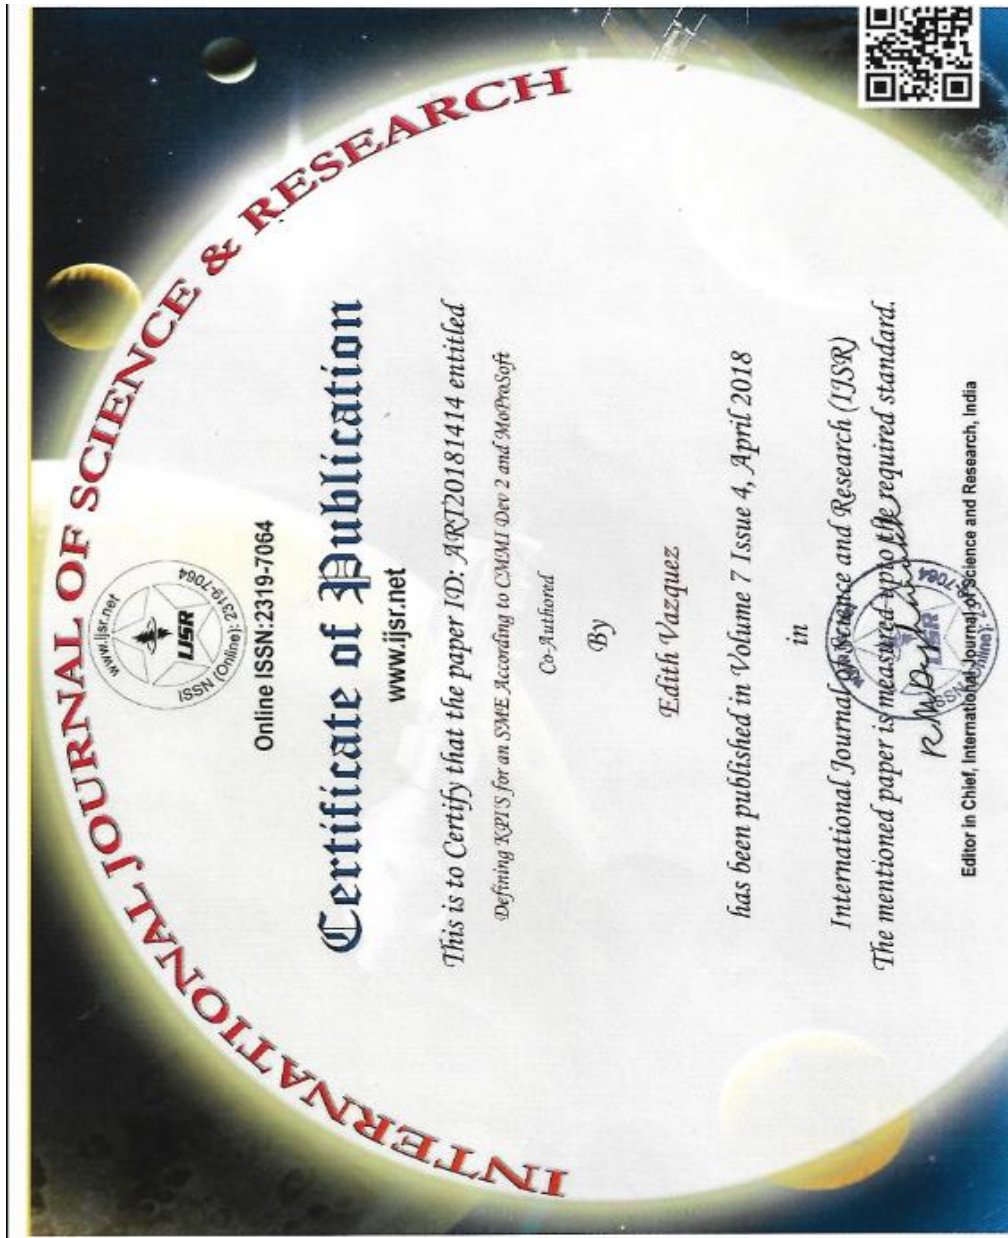 INTERNATIONAL JOURNAL OF SCIENCE & RESEARCH
www.ijsr.net
IJSR
ISSN (Online): 2319-7064
Online ISSN:2319-7064
Certificate of Publication
www.ijsr.net
This is to Certify that the paper ID: ART20181414 entitled
Defining KPI'S for an SME According to CMMI Dev 2 and MoProSoft
Co-Authored
By
Edith Vazquez
has been published in Volume 7 Issue 4, April 2018
in
International Journal of Science and Research (IJSR)
The mentioned paper is measured upto the required standard.
IJSR
Editor in Chief, International Journal of Science and Research, India